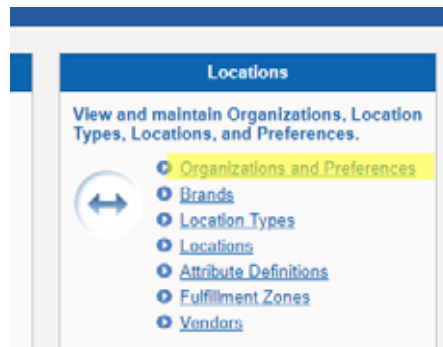 Locations
View and maintain Organizations, Location
Types, Locations, and Preferences.
Organizations and Preferences
Brands
Location Types
Locations
Attribute Definitions
Fulfillment Zones
Vendors